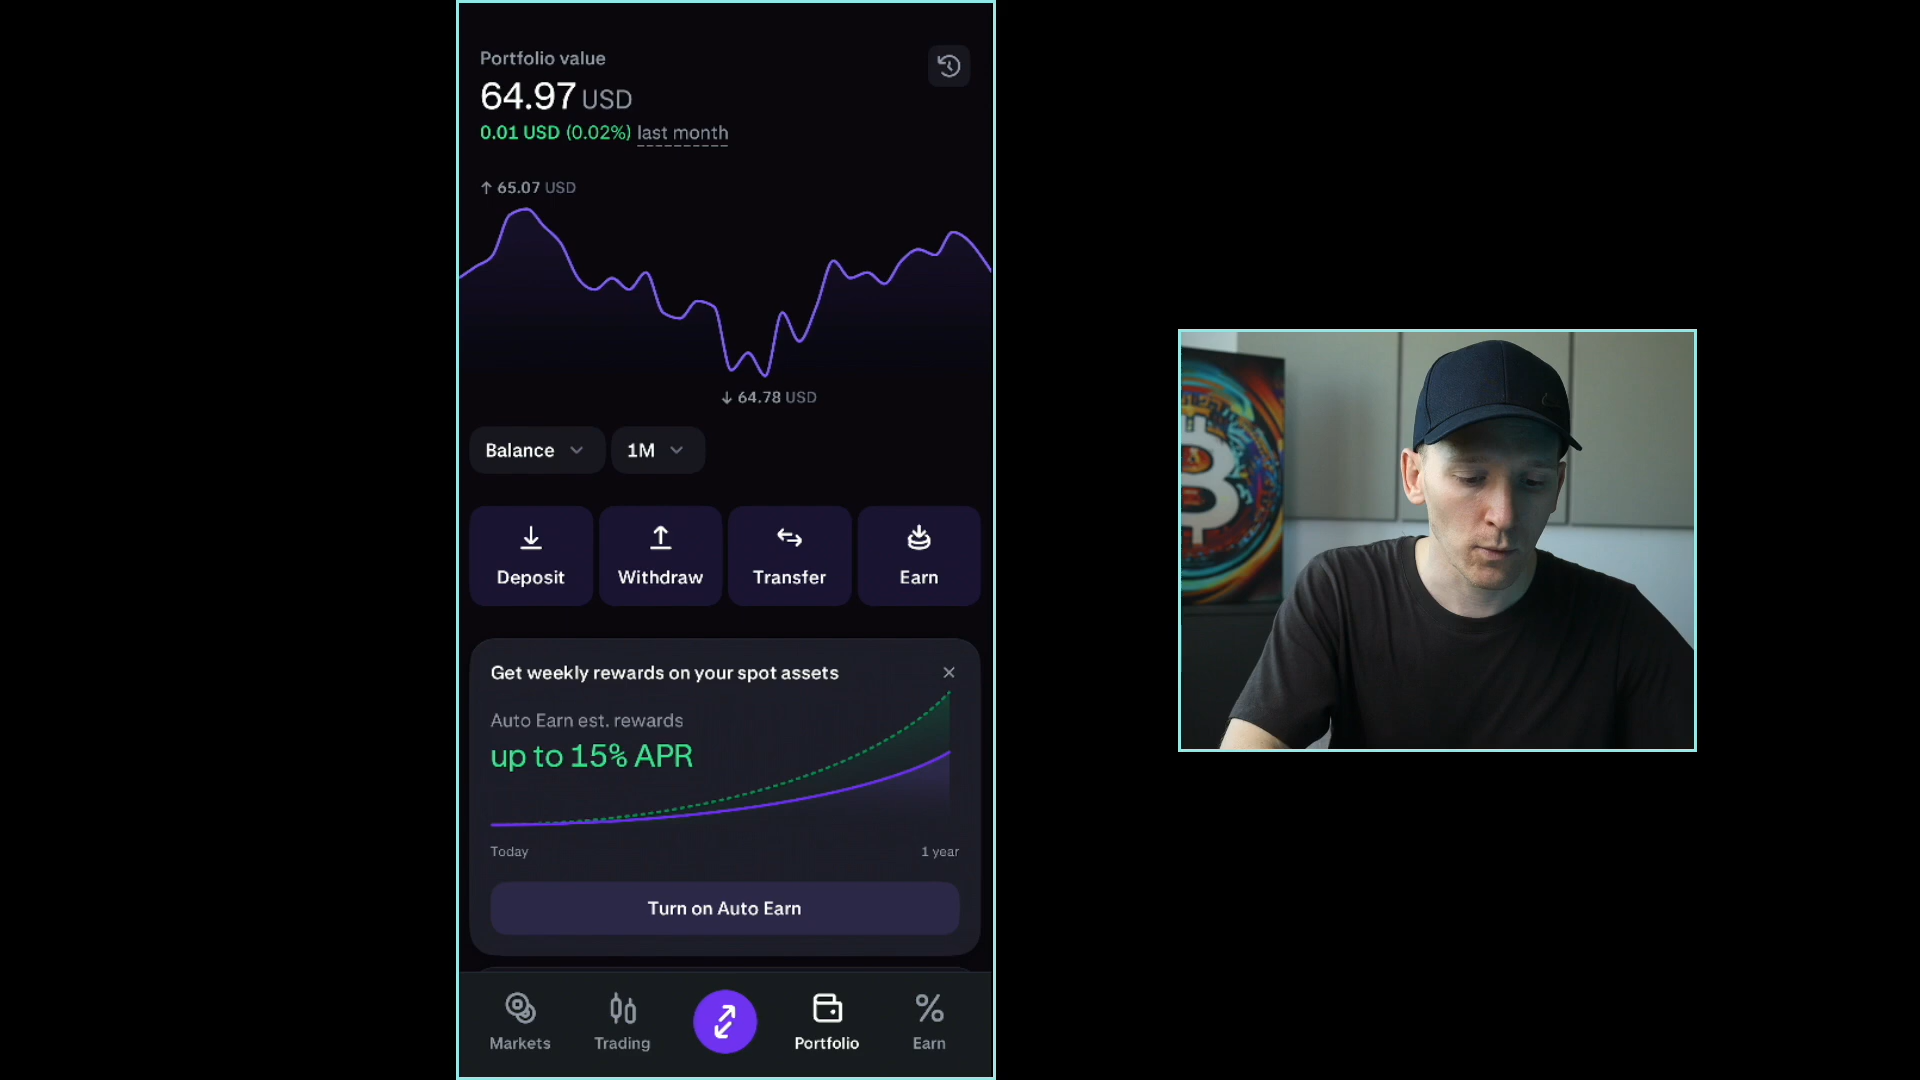 Portfolio value
64.97 USD
0.01 USD (0.02%) last month
↑ 65.07 USD
↓ 64.78 USD
Balance
1M
Deposit
Withdraw
Transfer
Earn
Get weekly rewards on your spot assets
Auto Earn est. rewards
up to 15% APR
Today
1 year
Turn on Auto Earn
Markets
Trading
Portfolio
Earn